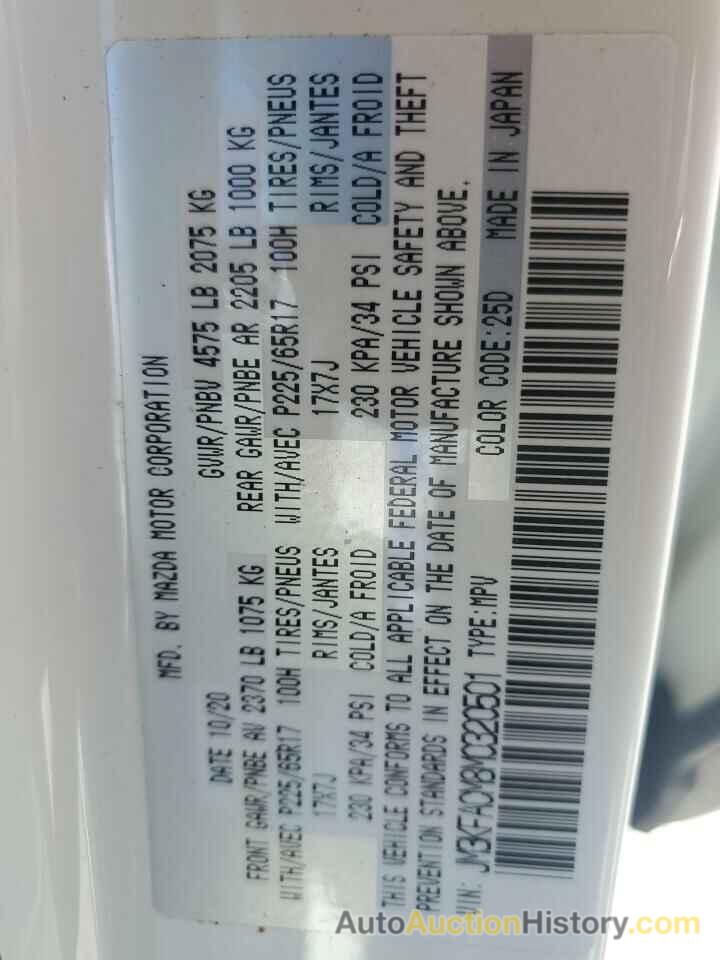 MFD. BY MAZDA MOTOR CORPORATION
DATE 10/20 GVWR/PNBV 4575 LB 2075 KG
FRONT GAWR/PNBE AV 2370 LB 1075 KG REAR GAWR/PNBE AR 2205 LB 1000 KG
WITH/AVEC P225/65R17 100H TIRES/PNEUS WITH/AVEC P225/65R17 100H TIRES/PNEUS
17X7J RIMS/JANTES 17X7J RIMS/JANTES
230 KPA/34 PSI COLD/A FROID 230 KPA/34 PSI COLD/A FROID
THIS VEHICLE CONFORMS TO ALL APPLICABLE FEDERAL MOTOR VEHICLE SAFETY AND THEFT
PREVENTION STANDARDS IN EFFECT ON THE DATE OF MANUFACTURE SHOWN ABOVE.
VIN: JM3KFACM8M0320501 TYPE:MPV COLOR CODE:25D MADE IN JAPAN
AutoAuctionHistory.com